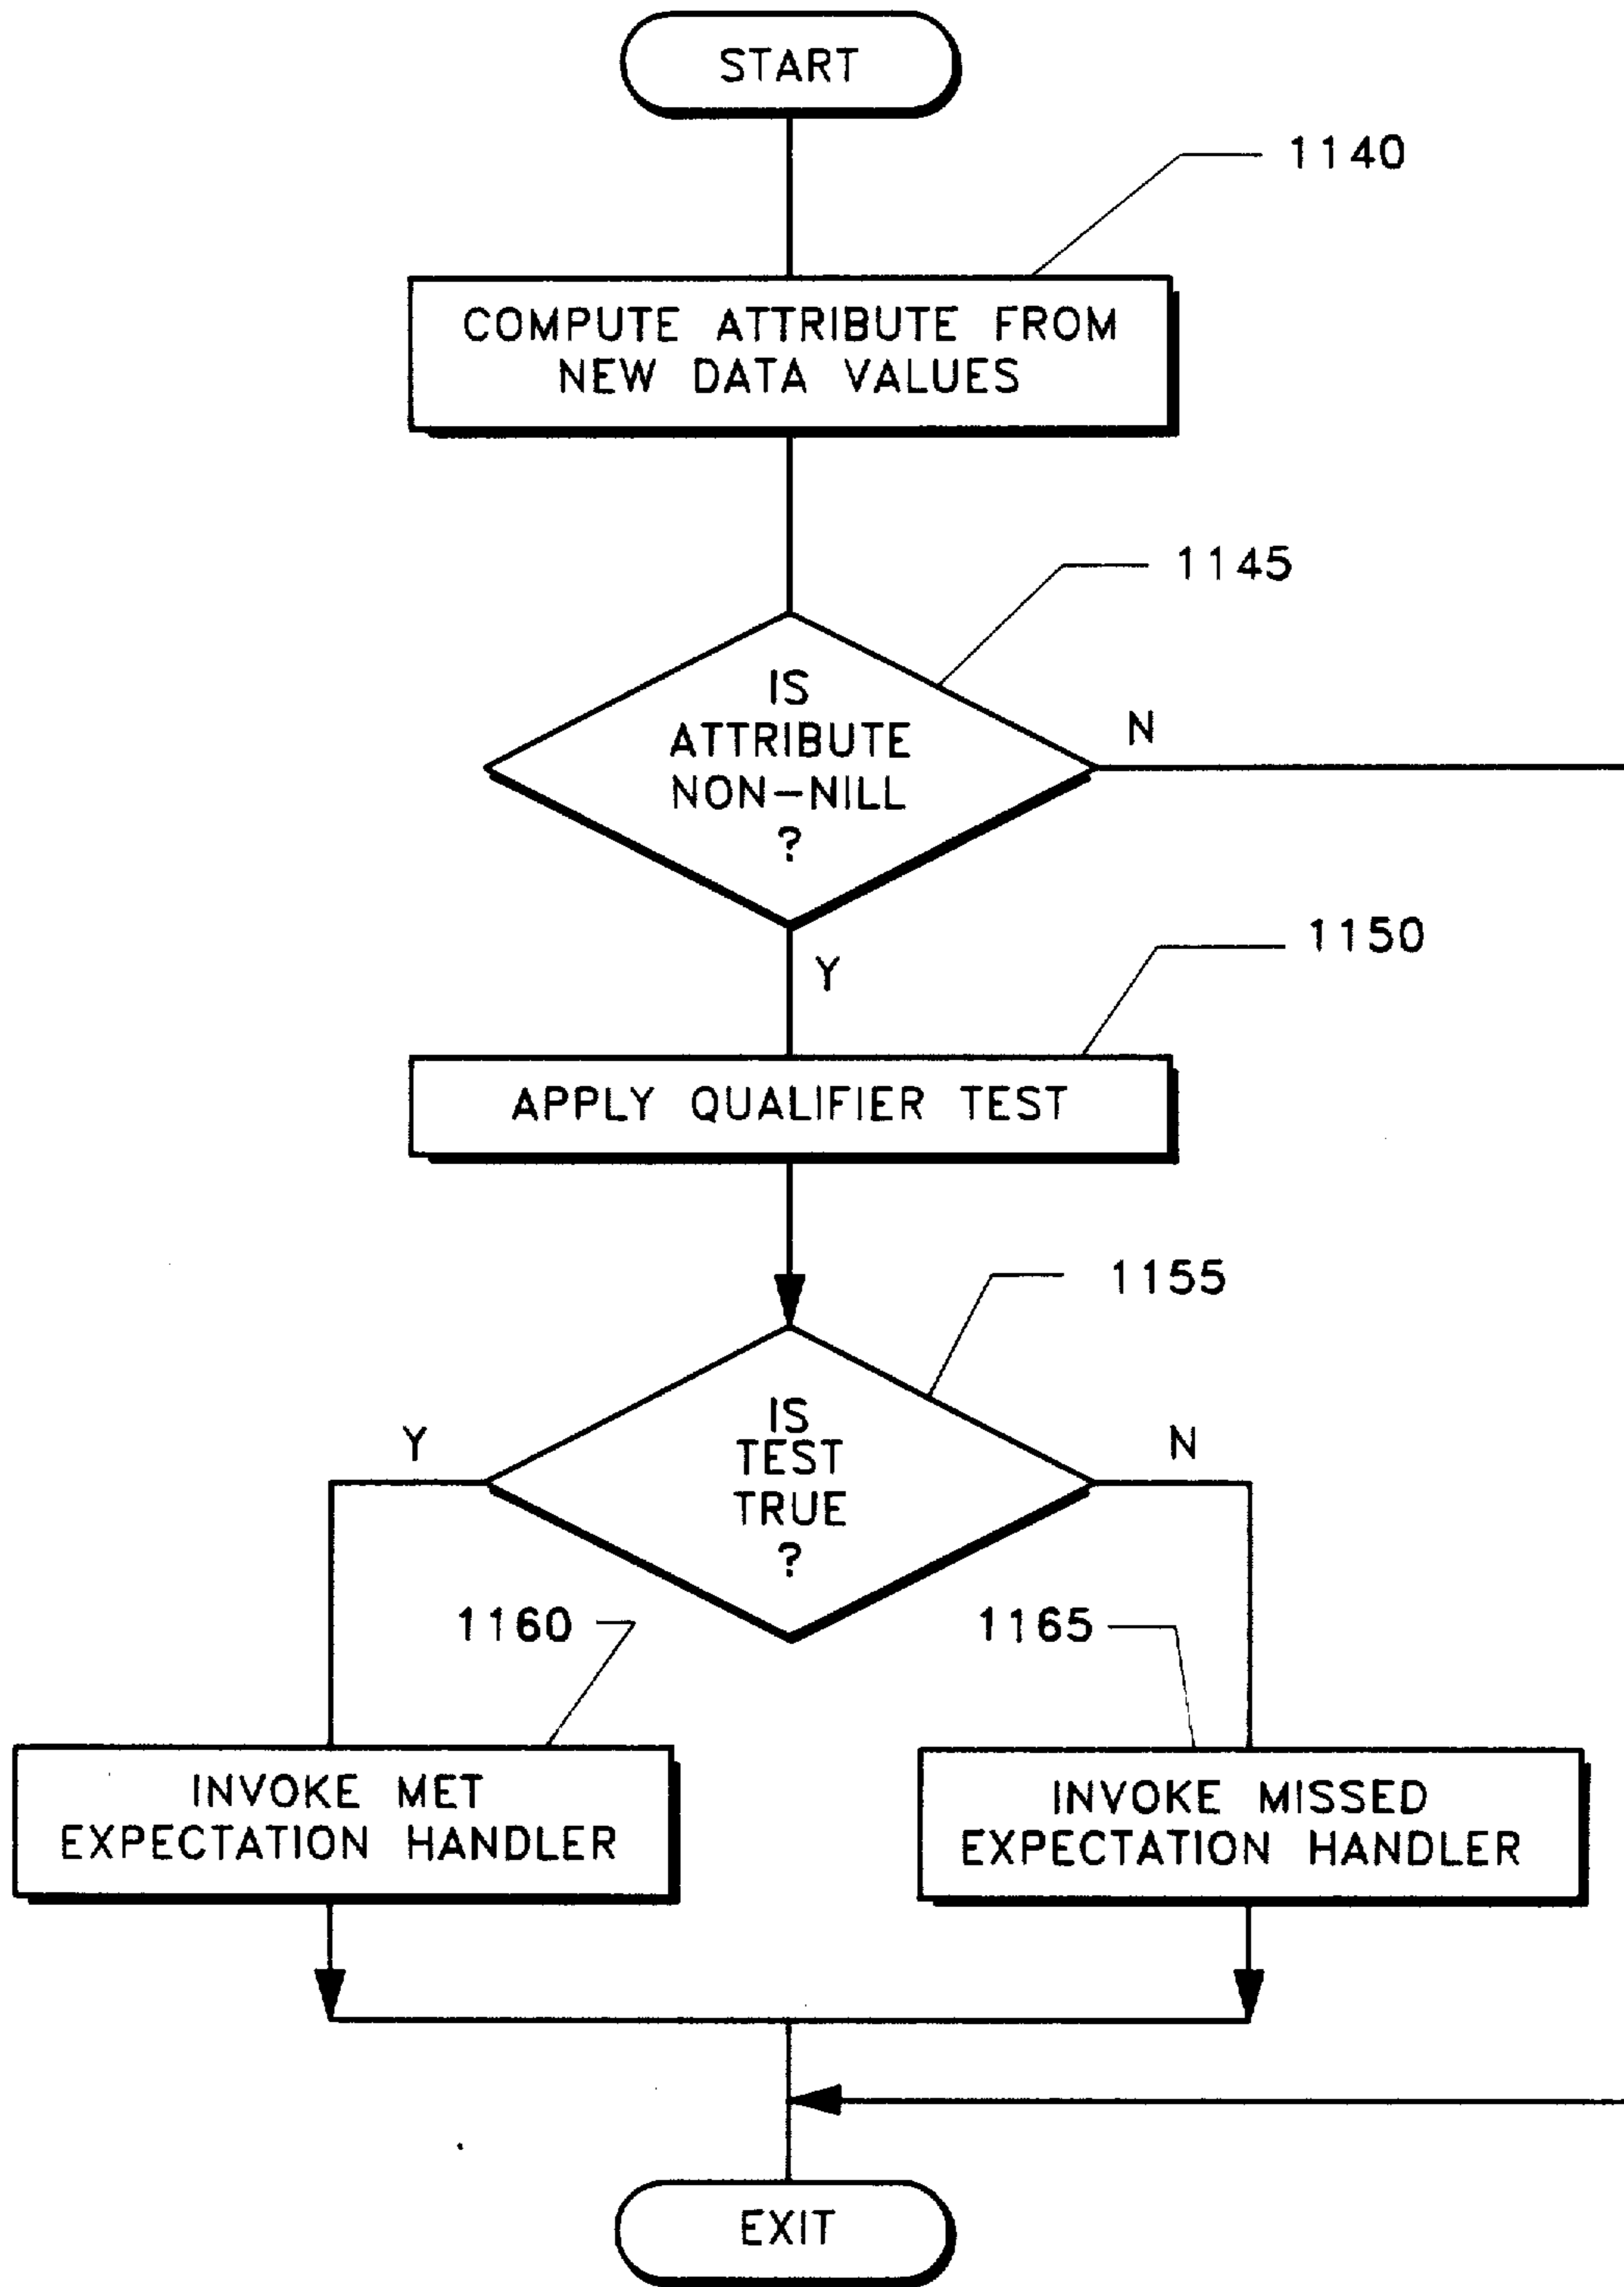 START
1140
COMPUTE ATTRIBUTE FROM
NEW DATA VALUES
1145
IS
ATTRIBUTE
NON-NILL
?
N
1150
Y
APPLY QUALIFIER TEST
1155
IS
TEST
TRUE
?
Y
N
1160
1165
INVOKE MET
EXPECTATION HANDLER
INVOKE MISSED
EXPECTATION HANDLER
EXIT